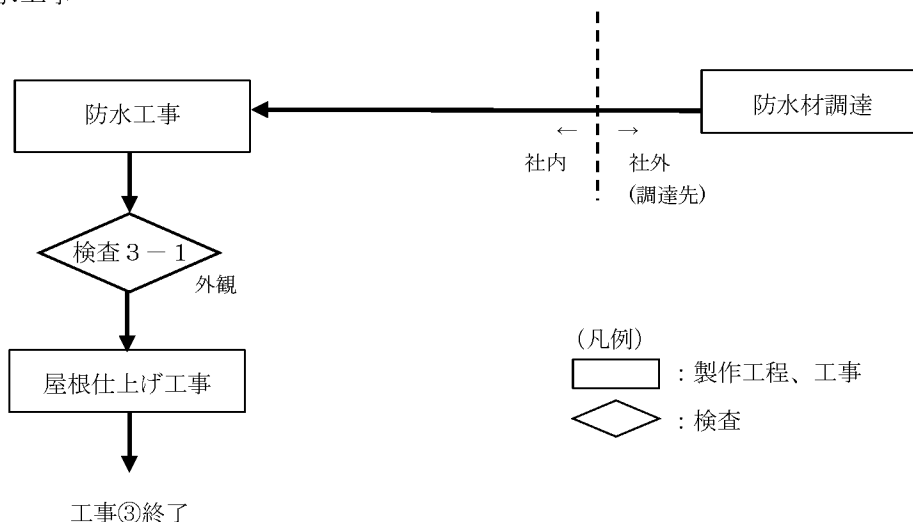 防水工事
防水材調達
← →
社内 社外
(調達先)
検査3－1
外観
屋根仕上げ工事
工事③終了
(凡例)
：製作工程、工事
：検査